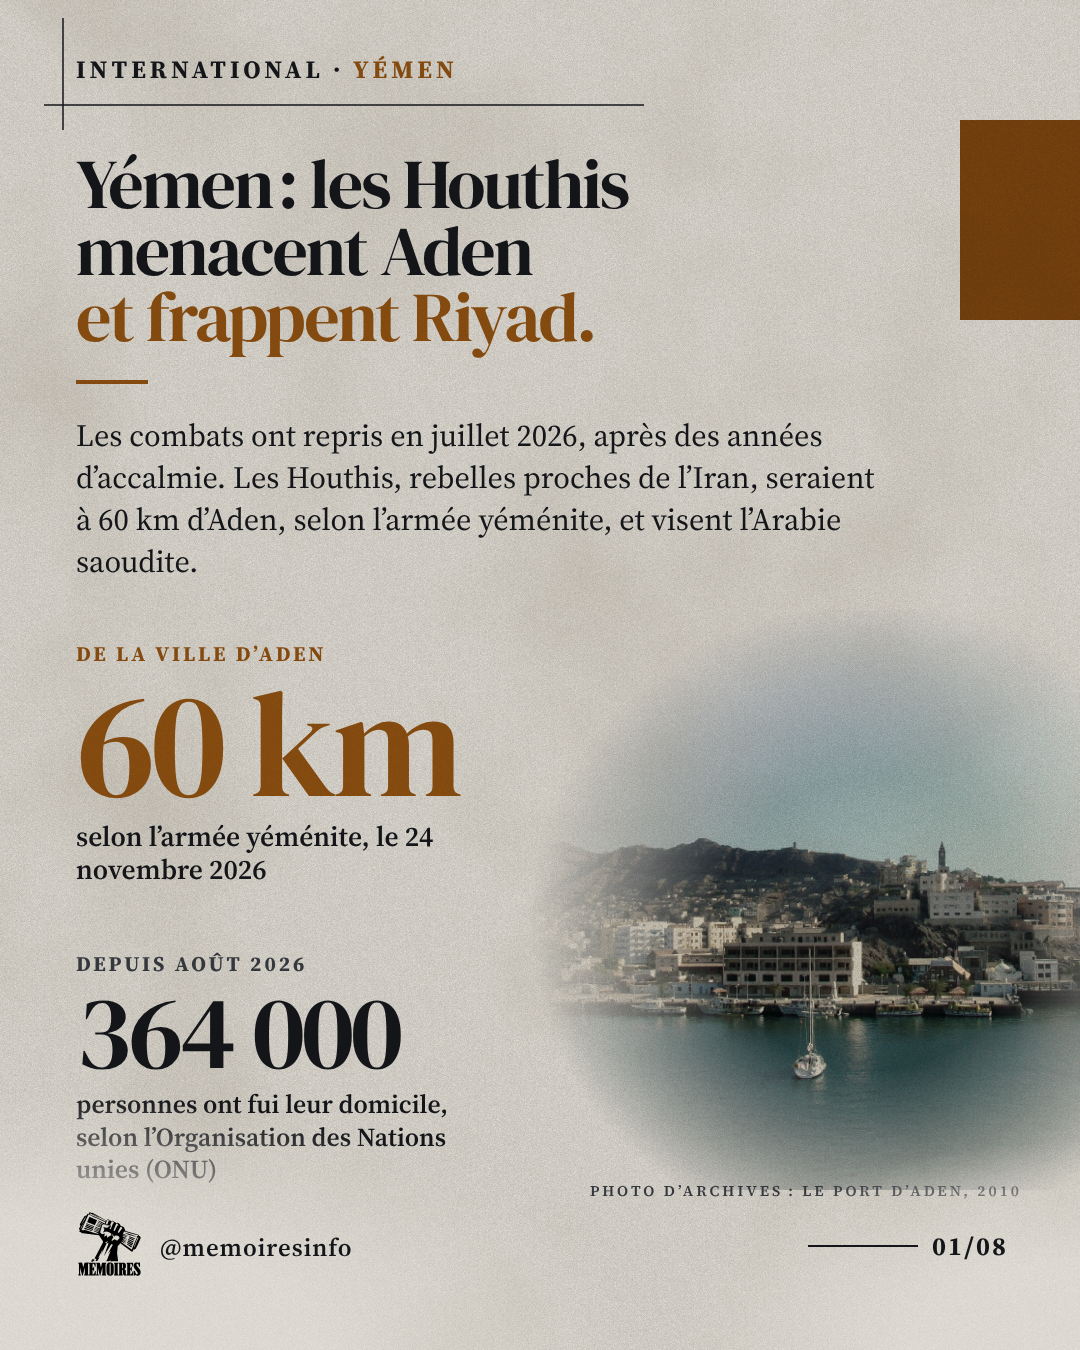 INTERNATIONAL · YÉMEN
Yémen : les Houthis
menacent Aden
et frappent Riyad.
Les combats ont repris en juillet 2026, après des années
d’accalmie. Les Houthis, rebelles proches de l’Iran, seraient
à 60 km d’Aden, selon l’armée yéménite, et visent l’Arabie
saoudite.
DE LA VILLE D’ADEN
60 km
selon l’armée yéménite, le 24
novembre 2026
DEPUIS AOÛT 2026
364 000
personnes ont fui leur domicile,
selon l’Organisation des Nations
unies (ONU)
PHOTO D’ARCHIVES : LE PORT D’ADEN, 2010
MÉMOIRES
@memoiresinfo
01/08